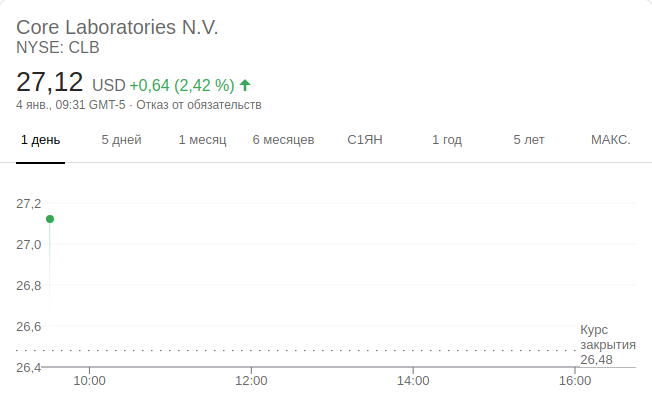 Core Laboratories N.V.
NYSE: CLB
27,12 USD +0,64 (2,42 %)
4 янв., 09:31 GMT-5 · Отказ от обязательств
1 день 5 дней 1 месяц 6 месяцев С1ЯН 1 год 5 лет МАКС.
27,2
27,0
26,8
26,6
Курс
закрытия
26,48
26,4
10:00 12:00 14:00 16:00